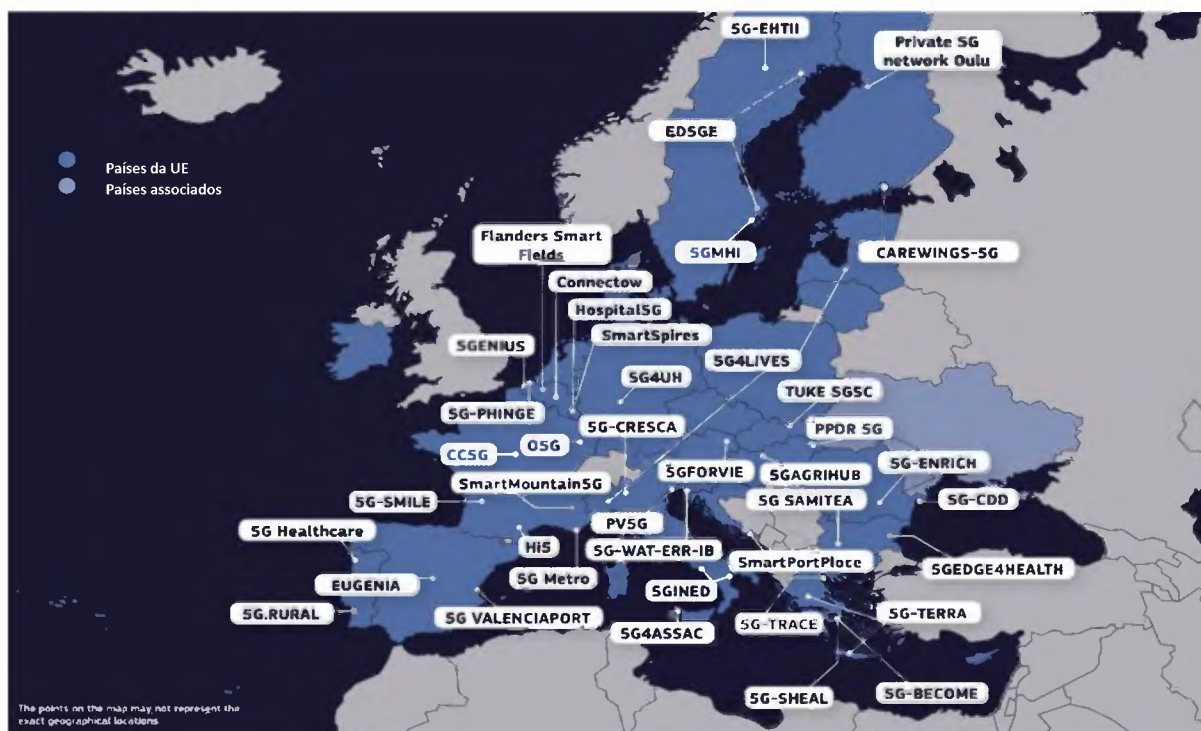 5G-EHTII
Private 5G
network Oulu
EDSGE
Países da UE
Países associados
Flanders Smart
Fields
5GMHI
CAREWINGS-5G
Connectow
Hospital5G
SmartSpires
5GENIUS
5G4LIVES
5G4UH
TUKE 5GSC
5G-PHINGE
5G-CRESCA
PPDR 5G
O5G
CC5G
5G-ENRICH
5GFORVIE
5GAGRIHUB
SmartMountain5G
5G-SMILE
5G SAMITEA
5G-CDD
PV5G
5G Healthcare
Hi5
5G-WAT-ERR-IB
SmartPortPloce
5GEDGE4HEALTH
EUGENIA
5G Metro
5GINED
5G.RURAL
5G VALENCIAPORT
5G-TERRA
5G4ASSAC
5G-TRACE
5G-SHEAL
5G-BECOME
The points on the map may not represent the
exact geographical locations